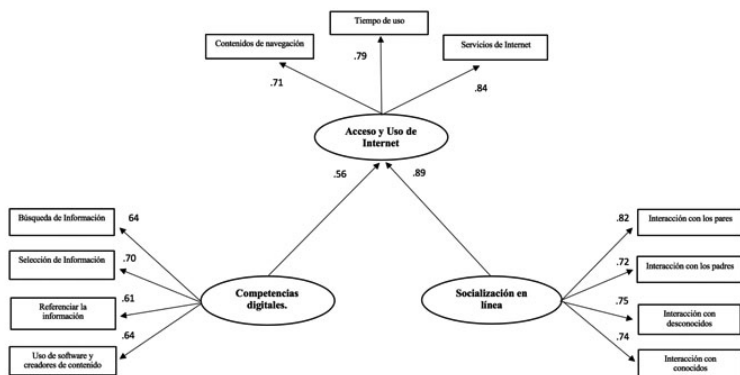 Tiempo de uso
Contenidos de navegación
Servicios de Internet
.71
.79
.84
Acceso y Uso de
Internet
.56
.89
Búsqueda de Información
64
Selección de Información
.70
Referenciar la
información
.61
Uso de software y
creadores de contenido
.64
Competencias
digitales.
Socialización en
línea
.82
Interacción con los pares
.72
Interacción con los padres
.75
Interacción con
desconocidos
.74
Interacción con
conocidos